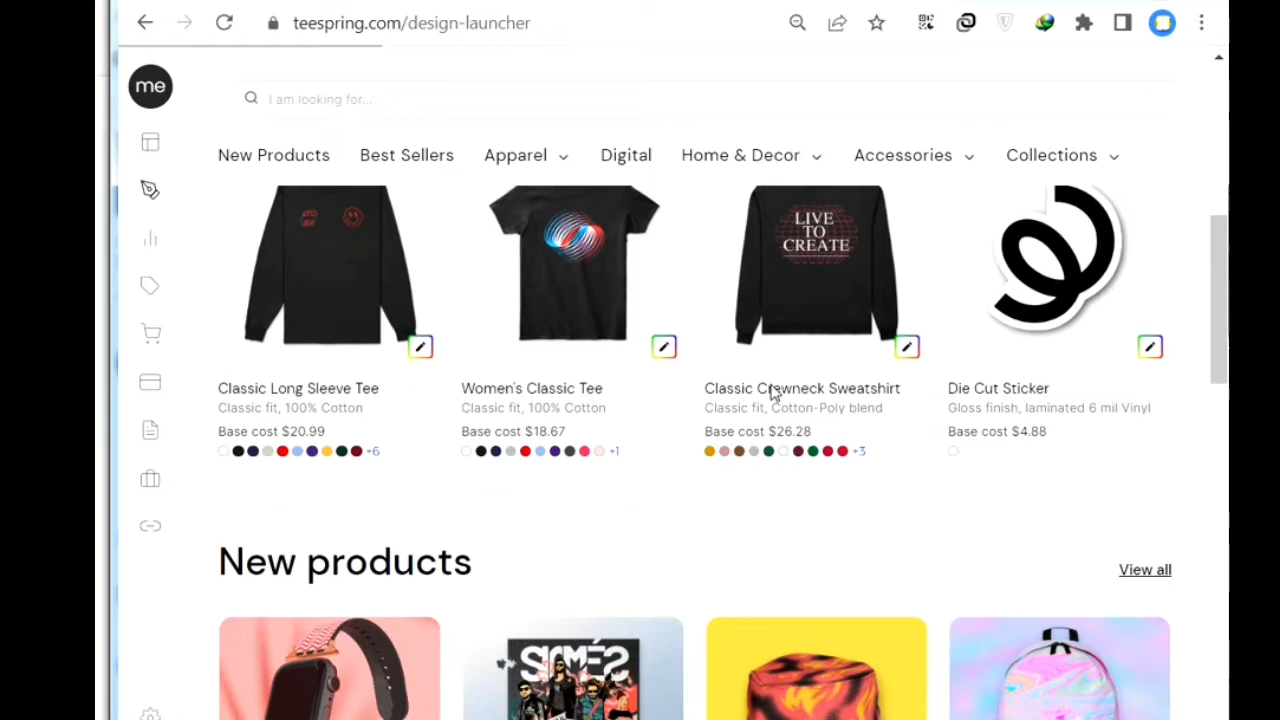 teespring.com/design-launcher
me
I am looking for...
New Products Best Sellers Apparel Digital Home & Decor Accessories Collections
LIVE
TO
CREATE
Classic Long Sleeve Tee Women's Classic Tee Classic Crewneck Sweatshirt Die Cut Sticker
Classic fit, 100% Cotton Classic fit, 100% Cotton Classic fit, Cotton-Poly blend Gloss finish, laminated 6 mil Vinyl
Base cost $20.99 Base cost $18.67 Base cost $26.28 Base cost $4.88
+6 +1 +3
New products View all